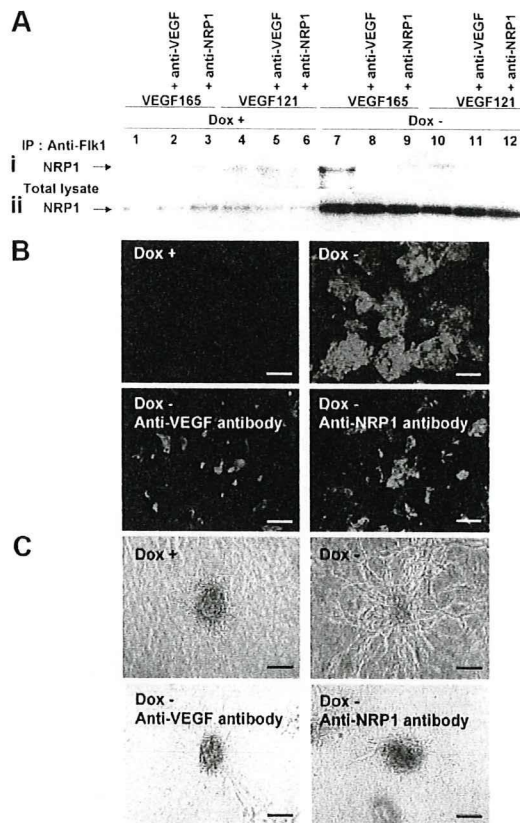 A
+ anti-VEGF
+ anti-NRP1
+ anti-VEGF
+ anti-NRP1
+ anti-VEGF
+ anti-NRP1
+ anti-VEGF
+ anti-NRP1
VEGF165 VEGF121 VEGF165 VEGF121
Dox + Dox -
IP : Anti-Flk1 1 2 3 4 5 6 7 8 9 10 11 12
i NRP1
Total lysate
ii NRP1
B
Dox +
Dox -
Dox -
Anti-VEGF antibody
Dox -
Anti-NRP1 antibody
C
Dox +
Dox -
Dox -
Anti-VEGF antibody
Dox -
Anti-NRP1 antibody